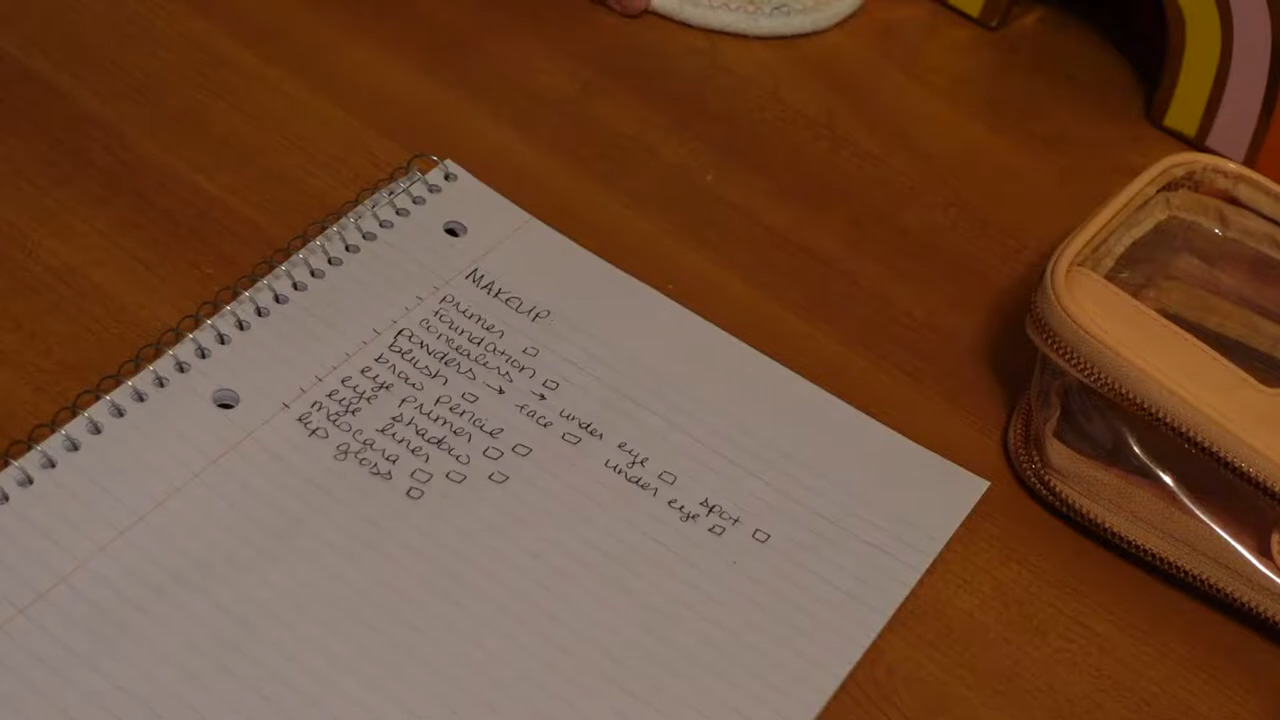 MAKEUP:
primer □
foundation □
concealers → under eye □ spot □
powders → face □ under eye □
blush □
brow pencil □
eye primer □
eye shadow □
eye liner □
mascara □
lip gloss □